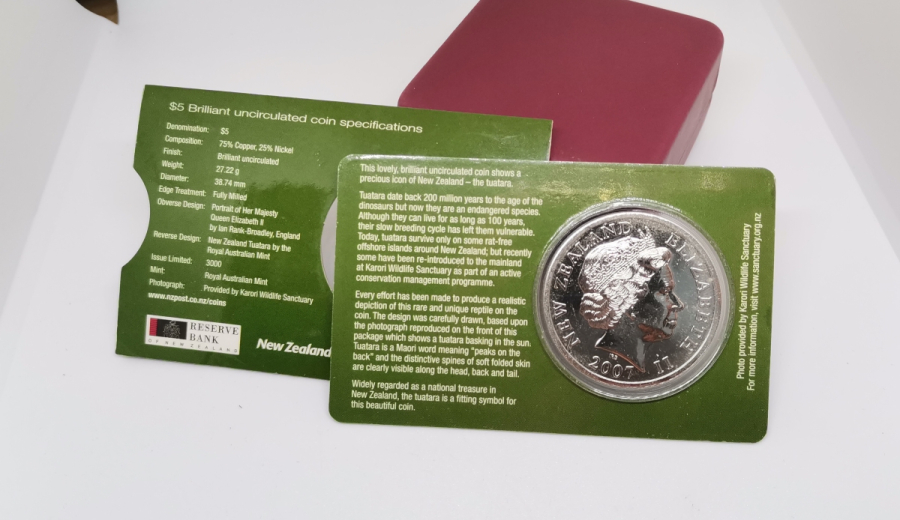 $5 Brilliant uncirculated coin specifications
Denomination: $5
Composition: 75% Copper, 25% Nickel
Finish: Brilliant uncirculated
Weight: 27.22 g
Diameter: 38.74 mm
Edge Treatment: Fully Milled
Obverse Design: Portrait of Her Majesty
Queen Elizabeth II
by Ian Rank-Broadley, England
Reverse Design: New Zealand Tuatara by the
Royal Australian Mint
Issue Limited: 3000
Mint: Royal Australian Mint
Photograph: Provided by Karori Wildlife Sanctuary
www.nzpost.co.nz/coins
RESERVE
BANK
OF NEW ZEALAND
New Zealand
This lovely, brilliant uncirculated coin shows a
precious icon of New Zealand – the tuatara.
Tuatara date back 200 million years to the age of the
dinosaurs but now they are an endangered species.
Although they can live for as long as 100 years,
their slow breeding cycle has left them vulnerable.
Today, tuatara survive only on some rat-free
offshore islands around New Zealand; but recently
some have been re-introduced to the mainland
at Karori Wildlife Sanctuary as part of an active
conservation management programme.
Every effort has been made to produce a realistic
depiction of this rare and unique reptile on the
coin. The design was carefully drawn, based upon
the photograph reproduced on the front of this
package which shows a tuatara basking in the sun.
Tuatara is a Maori word meaning "peaks on the
back" and the distinctive spines of soft folded skin
are clearly visible along the head, back and tail.
Widely regarded as a national treasure in
New Zealand, the tuatara is a fitting symbol for
this beautiful coin.
NEW ZEALAND ELIZABETH II
2007
Photo provided by Karori Wildlife Sanctuary
For more information, visit www.sanctuary.org.nz